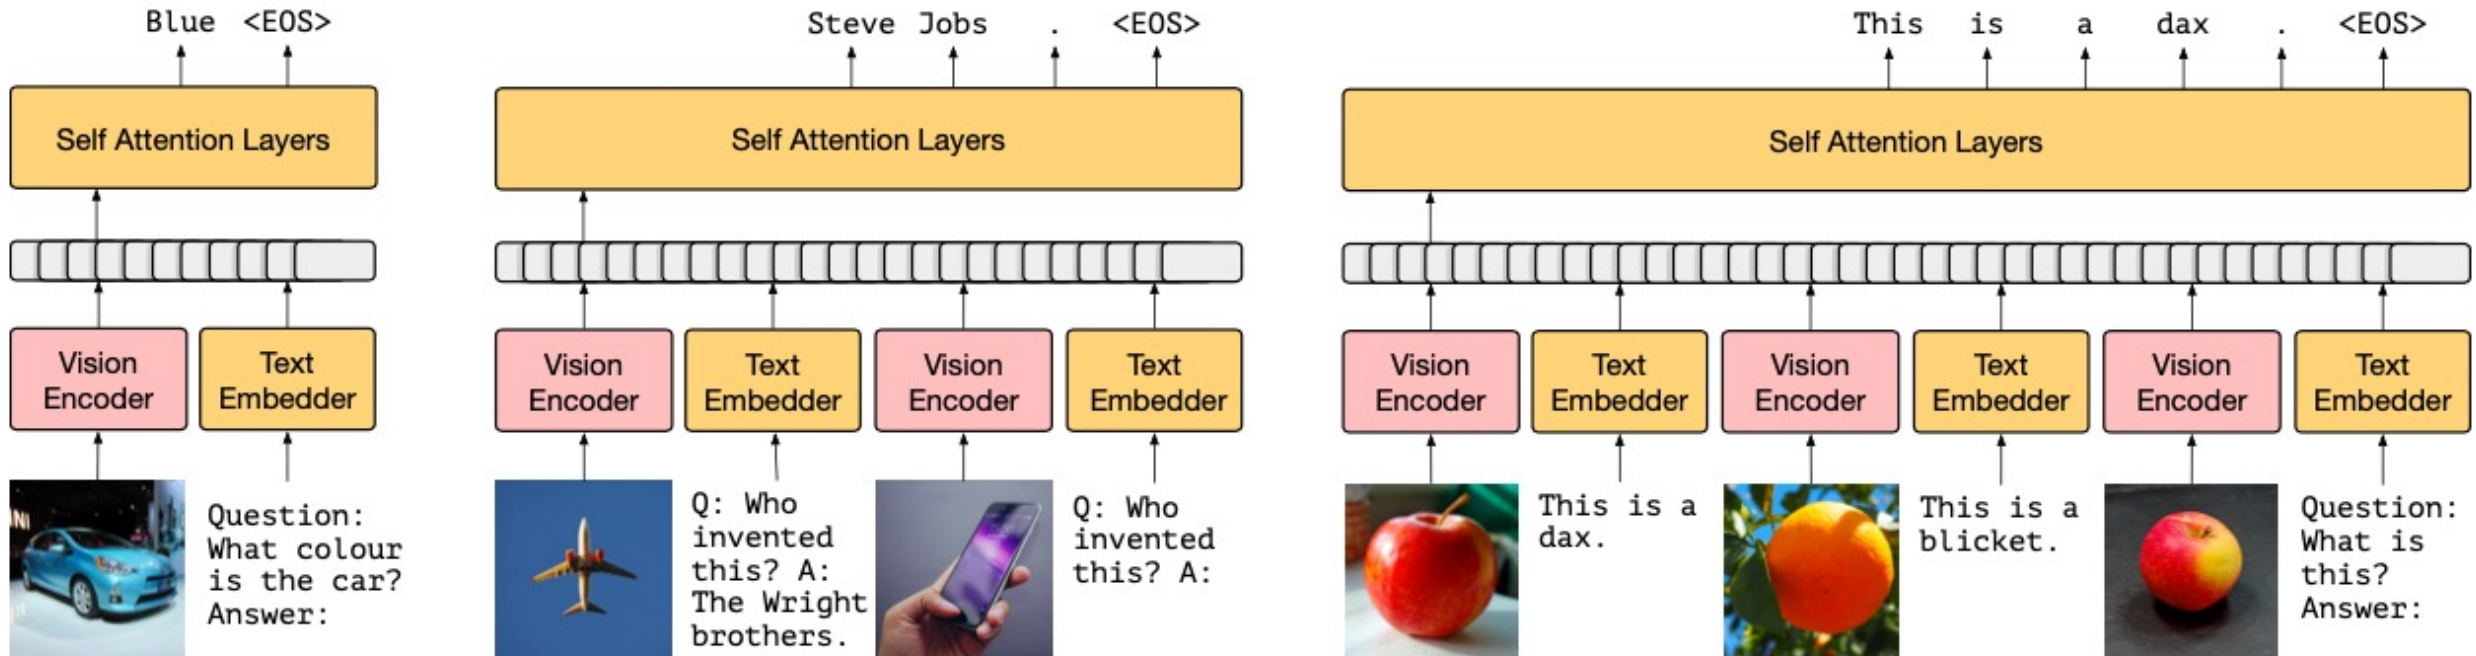 Blue <EOS>
Self Attention Layers
Vision
Encoder
Text
Embedder
Question:
What colour
is the car?
Answer:
Steve Jobs . <EOS>
Self Attention Layers
Vision
Encoder
Text
Embedder
Vision
Encoder
Text
Embedder
Q: Who
invented
this? A:
The Wright
brothers.
Q: Who
invented
this? A:
This is a dax . <EOS>
Self Attention Layers
Vision
Encoder
Text
Embedder
Vision
Encoder
Text
Embedder
Vision
Encoder
Text
Embedder
This is a
dax.
This is a
blicket.
Question:
What is
this?
Answer: